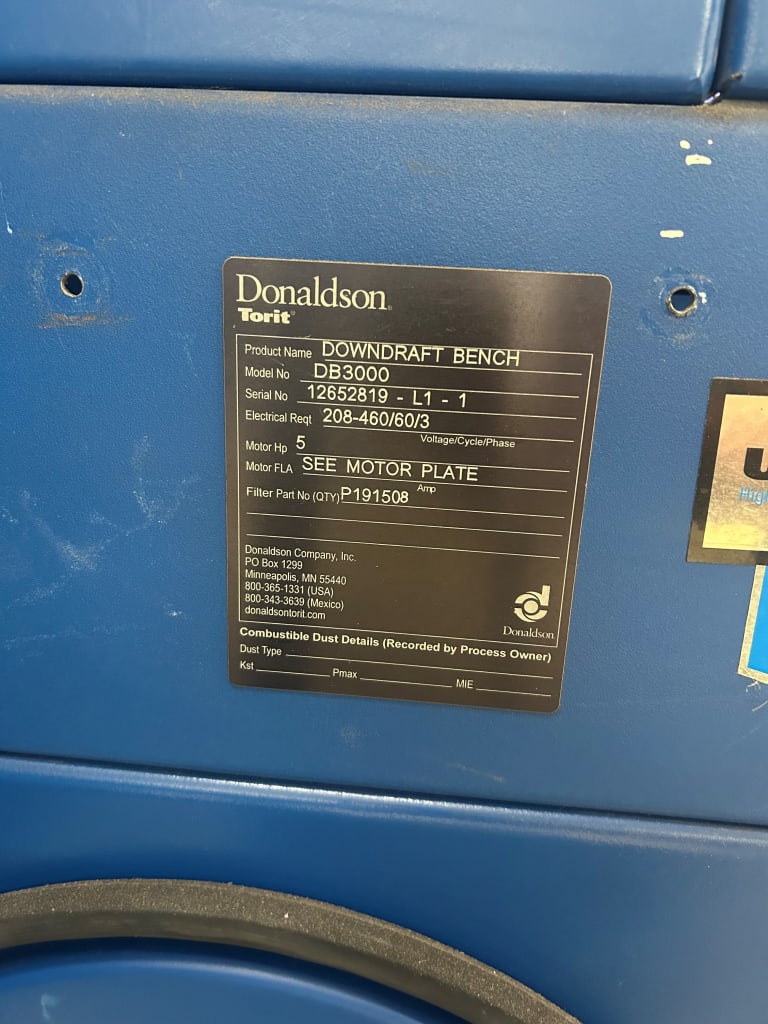 Donaldson®
Torit®
Product Name DOWNDRAFT BENCH
Model No DB3000
Serial No 12652819 - L1 - 1
Electrical Reqt 208-460/60/3
Voltage/Cycle/Phase
Motor Hp 5
Motor FLA SEE MOTOR PLATE
Amp
Filter Part No (QTY) P191508
Donaldson Company, Inc.
PO Box 1299
Minneapolis, MN 55440
800-365-1331 (USA)
800-343-3639 (Mexico)
donaldsontorit.com
Donaldson
Combustible Dust Details (Recorded by Process Owner)
Dust Type
Kst Pmax MIE